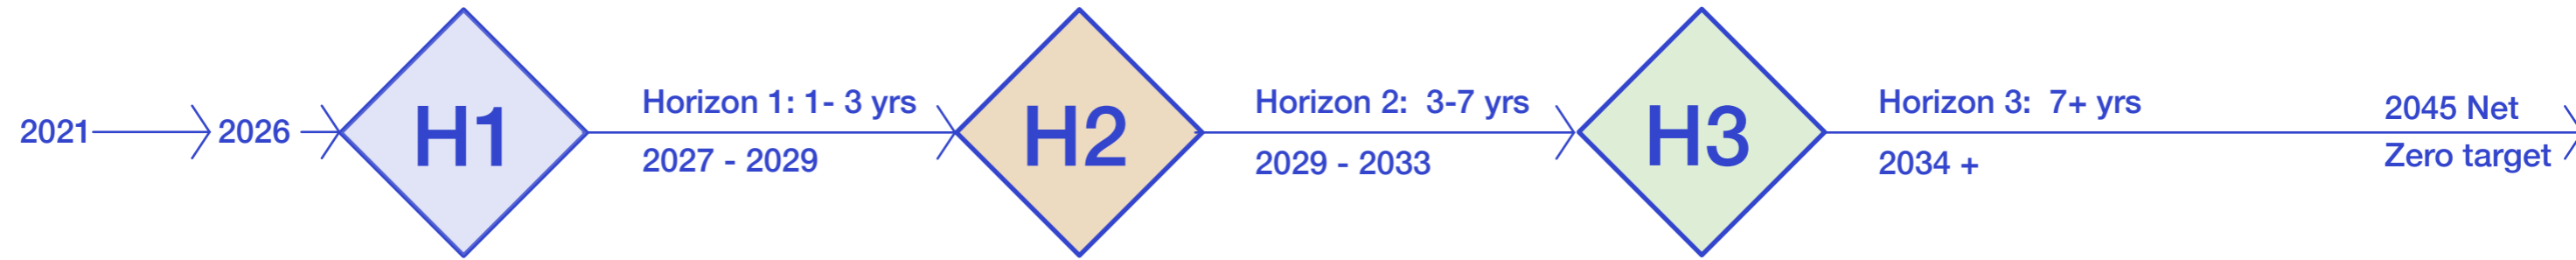 2021
2026
H1
Horizon 1: 1- 3 yrs
2027 - 2029
H2
Horizon 2:  3-7 yrs
2029 - 2033
H3
Horizon 3:  7+ yrs
2034 +
2045 Net
Zero target